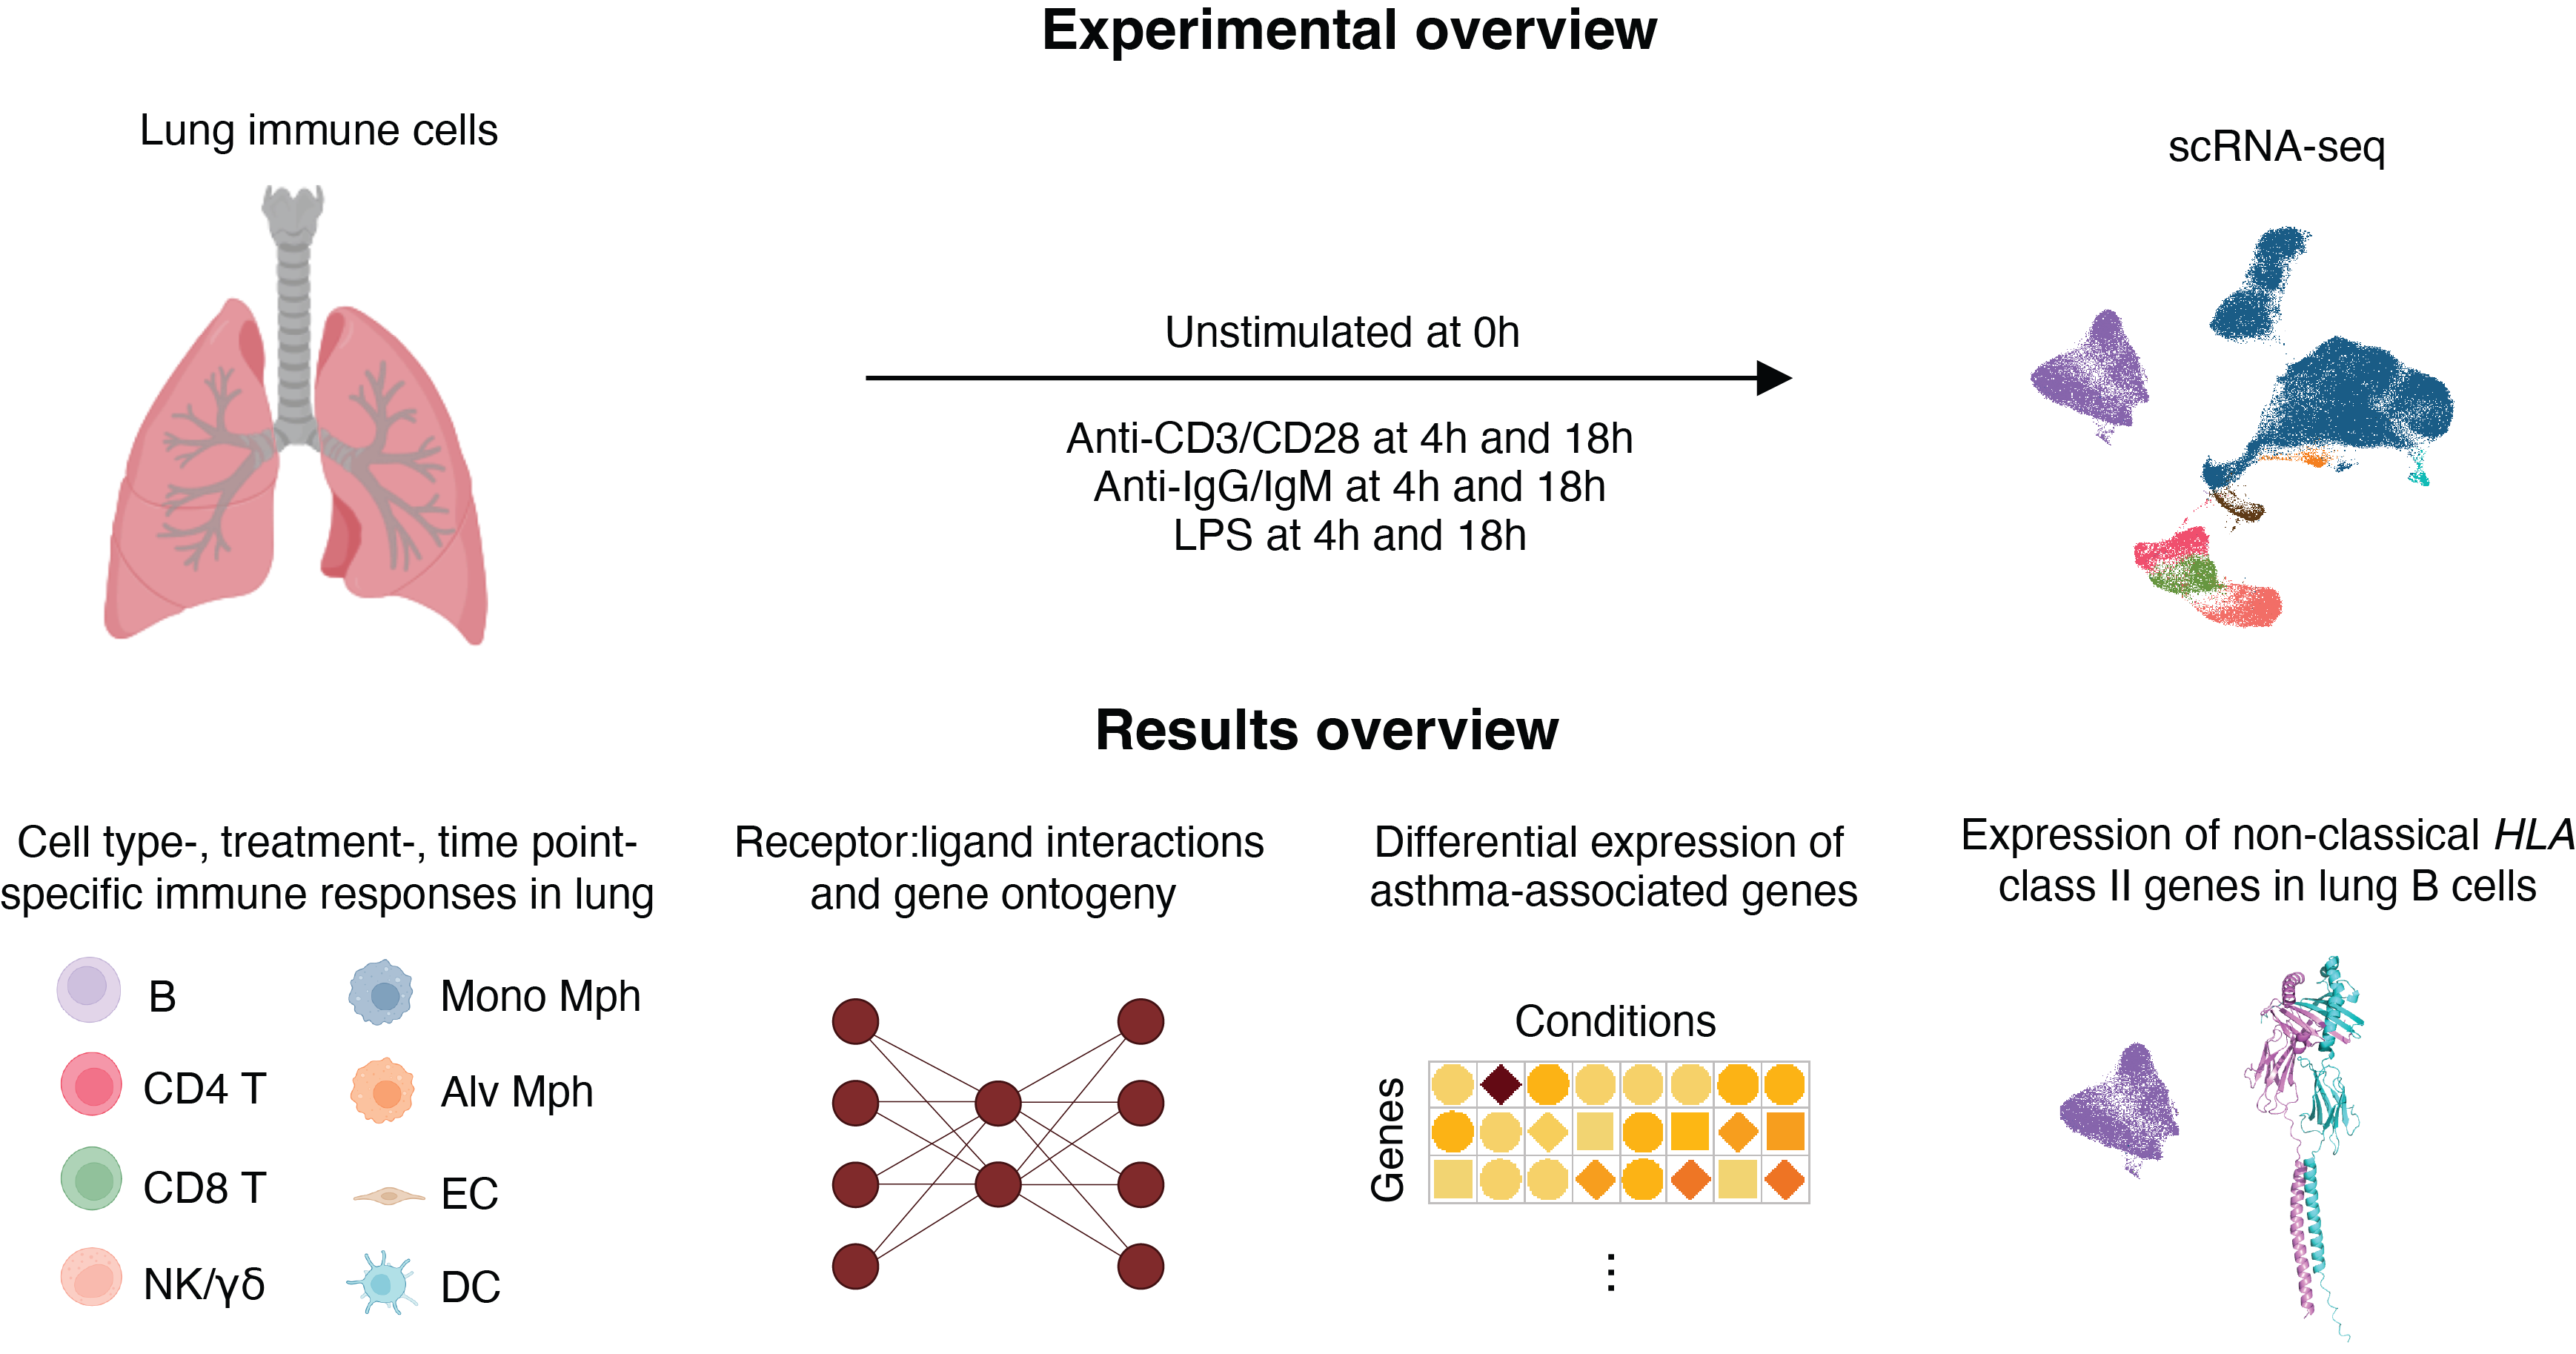 Experimental overview
Lung immune cells
scRNA-seq
Unstimulated at 0h
Anti-CD3/CD28 at 4h and 18h
Anti-IgG/IgM at 4h and 18h
LPS at 4h and 18h
Results overview
Cell type-, treatment-, time point-
specific immune responses in lung
B
Mono Mph
CD4 T
Alv Mph
CD8 T
EC
NK/γδ
DC
Receptor:ligand interactions
and gene ontogeny
Differential expression of
asthma-associated genes
Conditions
Genes
⋮
Expression of non-classical HLA
class II genes in lung B cells